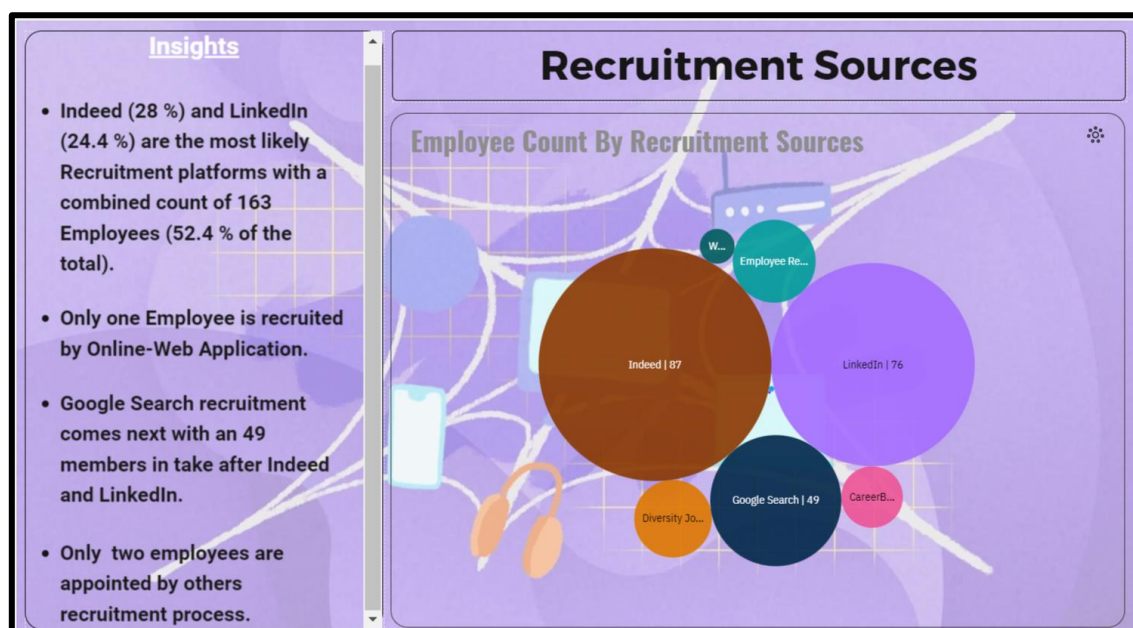 Insights
• Indeed (28 %) and LinkedIn
(24.4 %) are the most likely
Recruitment platforms with a
combined count of 163
Employees (52.4 % of the
total).
• Only one Employee is recruited
by Online-Web Application.
• Google Search recruitment
comes next with an 49
members in take after Indeed
and LinkedIn.
• Only two employees are
appointed by others
recruitment process.
Recruitment Sources
Employee Count By Recruitment Sources
W...
Employee Re...
Indeed | 87
LinkedIn | 76
Google Search | 49
CareerB...
Diversity Jo...